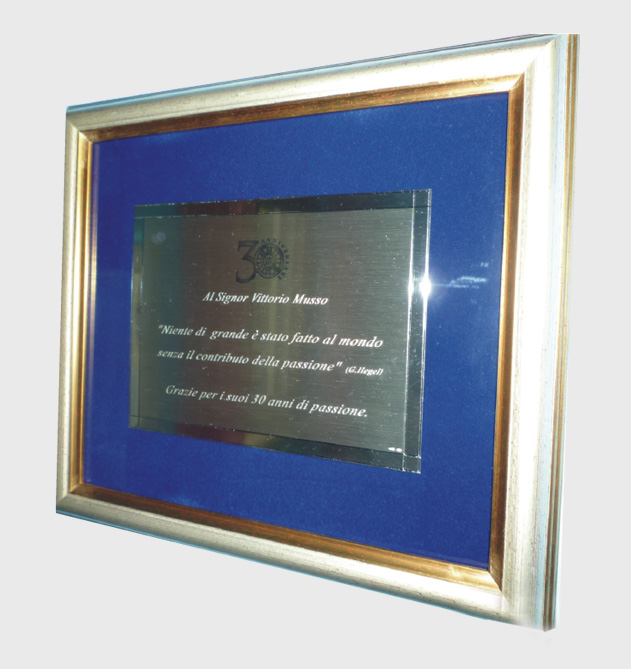 30
Al Signor Vittorio Musso
"Niente di grande è stato fatto al mondo
senza il contributo della passione" (G.Hegel)
Grazie per i suoi 30 anni di passione.